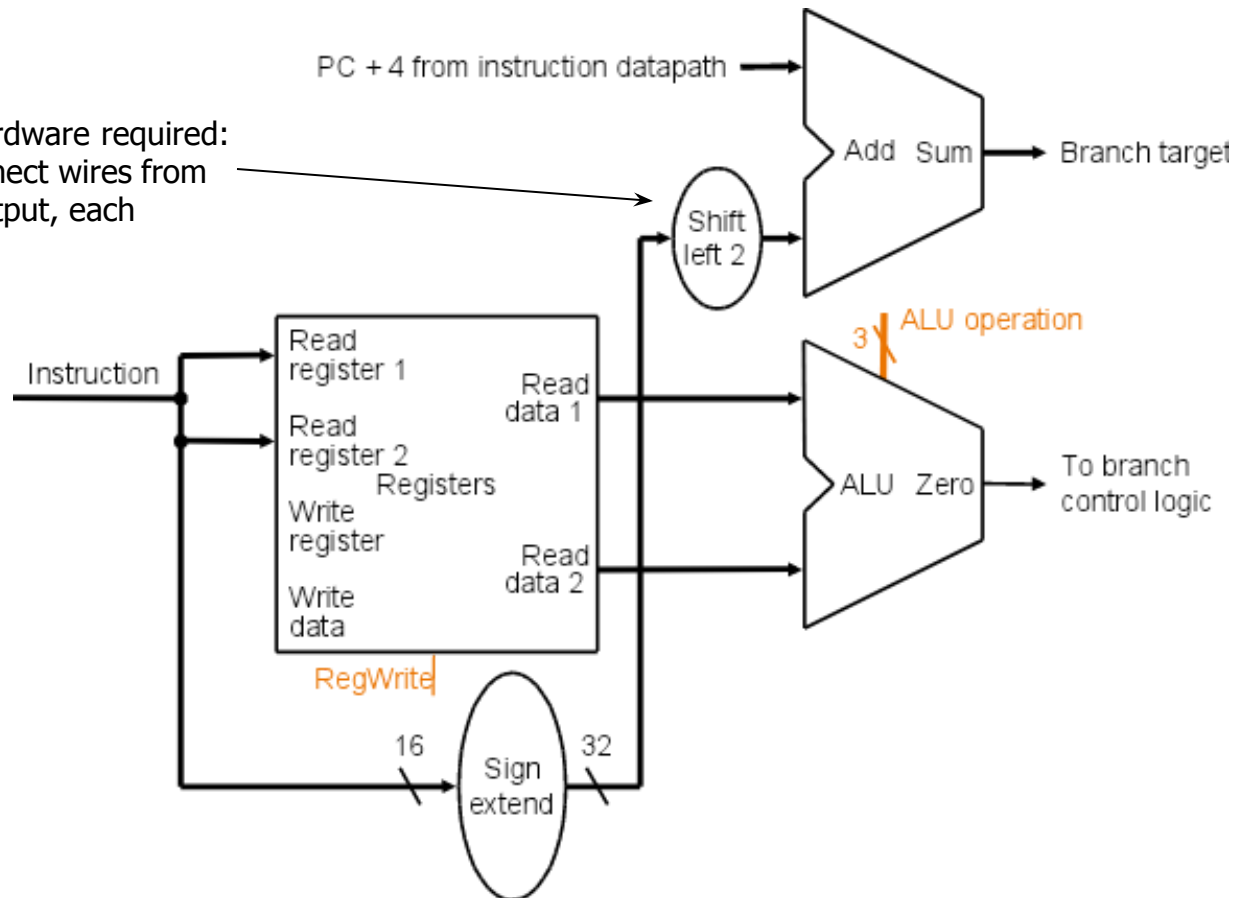 PC + 4 from instruction datapath
rdware required:
nect wires from
tput, each
Add Sum
Branch target
Shift
left 2
3
ALU operation
Instruction
Read
register 1
Read
data 1
Read
register 2
Registers
Write
register
Read
data 2
Write
data
ALU Zero
To branch
control logic
RegWrite
16
Sign
extend
32